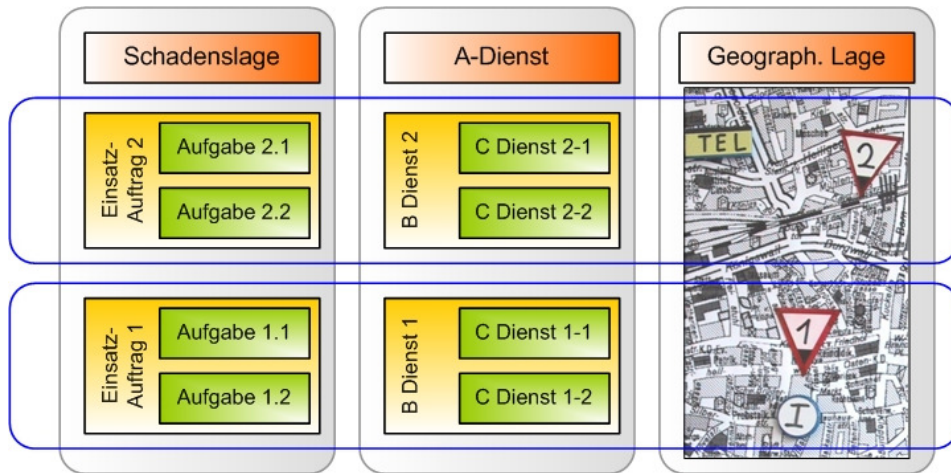 Schadenslage
A-Dienst
Geograph. Lage
Einsatz-
Auftrag 2
Aufgabe 2.1
Aufgabe 2.2
B Dienst 2
C Dienst 2-1
C Dienst 2-2
TEL
2
Einsatz-
Auftrag 1
Aufgabe 1.1
Aufgabe 1.2
B Dienst 1
C Dienst 1-1
C Dienst 1-2
1
I